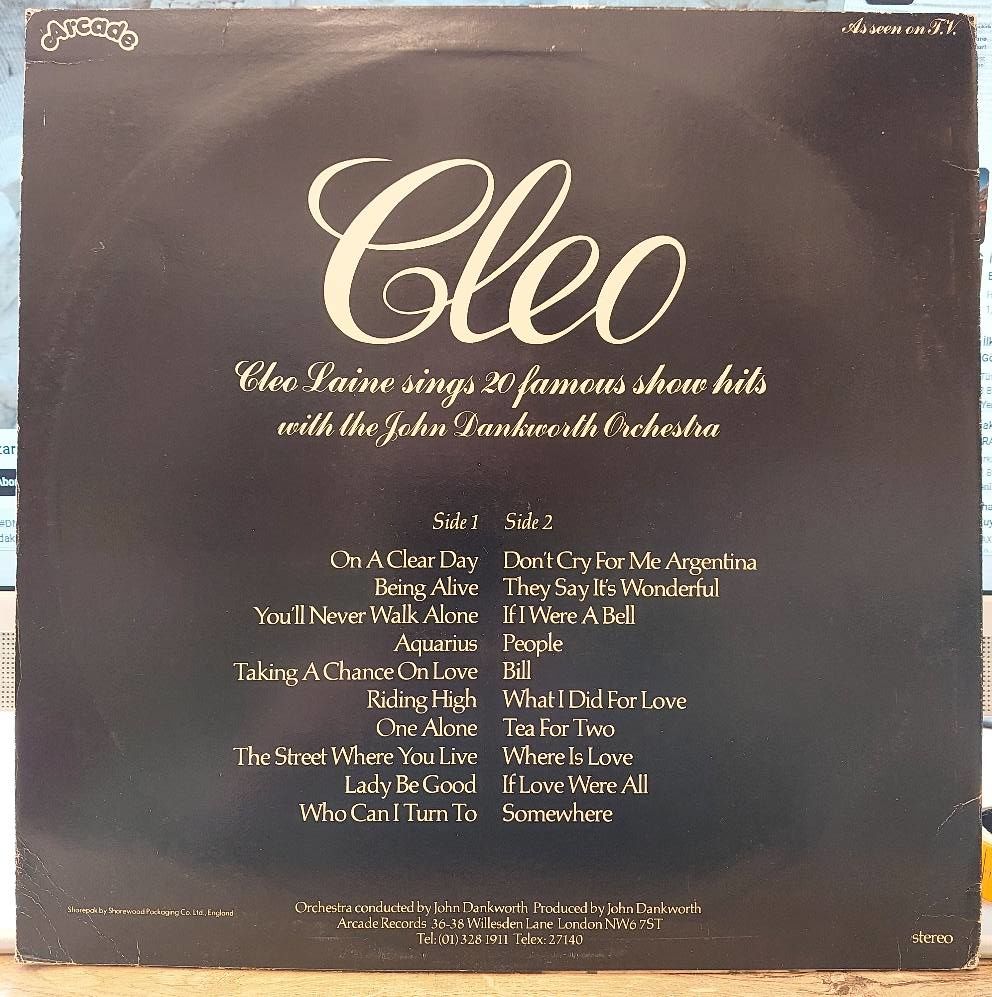 Arcade
As seen on T.V.
Cleo
Cleo Laine sings 20 famous show hits
with the John Dankworth Orchestra
Side 1
On A Clear Day
Being Alive
You'll Never Walk Alone
Aquarius
Taking A Chance On Love
Riding High
One Alone
The Street Where You Live
Lady Be Good
Who Can I Turn To
Side 2
Don't Cry For Me Argentina
They Say It's Wonderful
If I Were A Bell
People
Bill
What I Did For Love
Tea For Two
Where Is Love
If Love Were All
Somewhere
Shorepak by Shorewood Packaging Co. Ltd., England
Orchestra conducted by John Dankworth Produced by John Dankworth
Arcade Records 36-38 Willesden Lane London NW6 7ST
Tel: (01) 328 1911 Telex: 27140
stereo